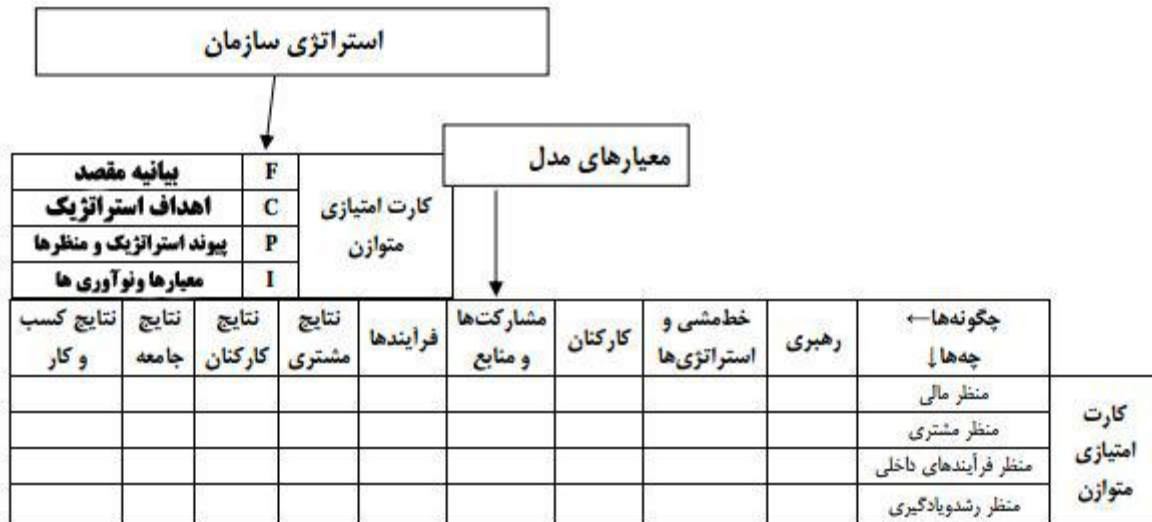 استراتژی سازمان
معیارهای مدل
کارت امتیازی
متوازن
F بیانیه مقصد
C اهداف استراتژیک
P پیوند استراتژیک و منظرها
I معیارها ونوآوری ها
چگونه‌ها←
چه‌ها↓
رهبری
خط‌مشی و
استراتژی‌ها
کارکنان
مشارکت‌ها
و منابع
فرآیندها
نتایج
مشتری
نتایج
کارکنان
نتایج
جامعه
نتایج کسب
و کار
کارت
امتیازی
متوازن
منظر مالی
منظر مشتری
منظر فرآیندهای داخلی
منظر رشدویادگیری